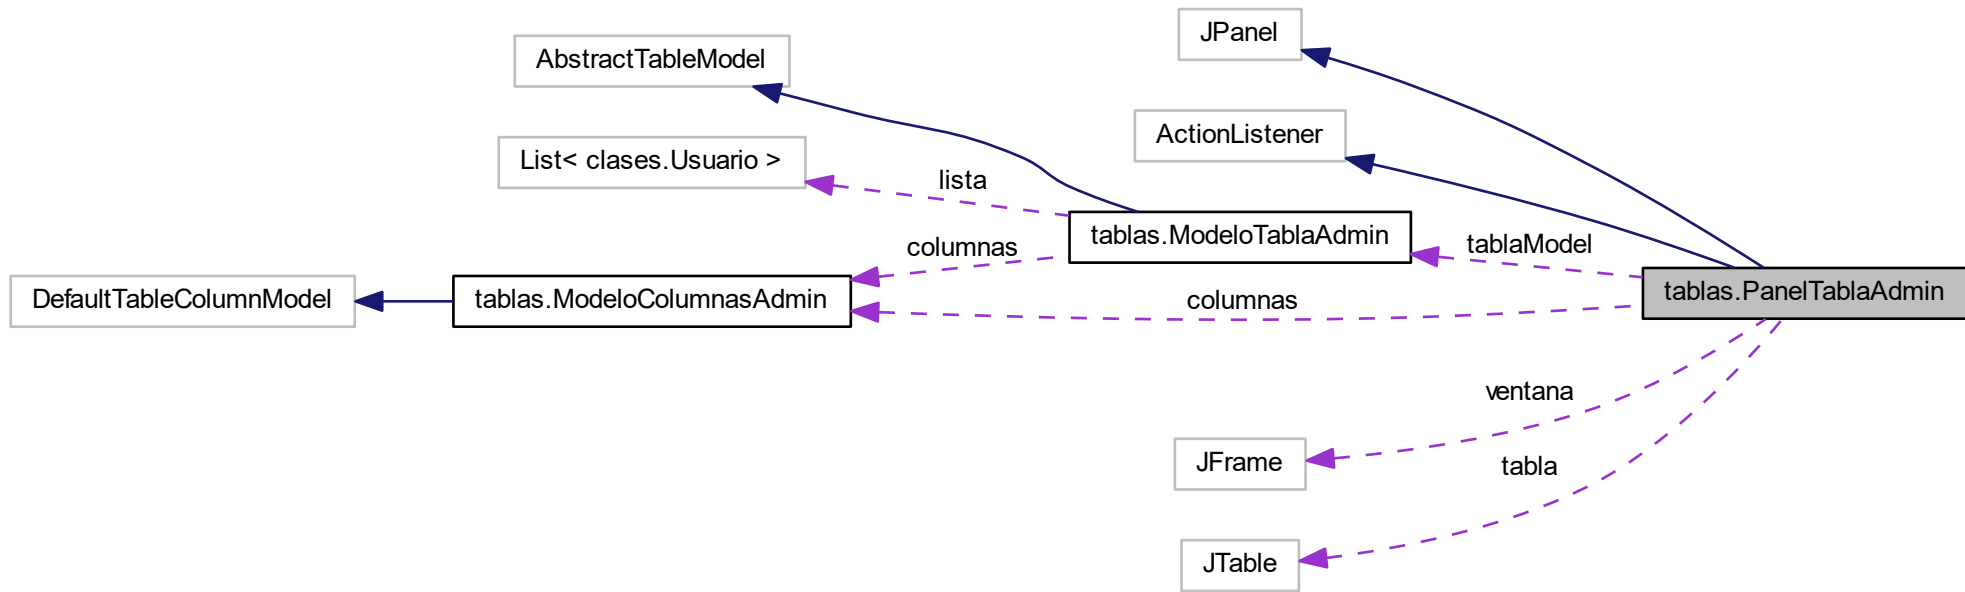 JPanel
AbstractTableModel
ActionListener
List< clases.Usuario >
lista
tablas.ModeloTablaAdmin
columnas
tablaModel
DefaultTableColumnModel
tablas.ModeloColumnasAdmin
columnas
tablas.PanelTablaAdmin
ventana
JFrame
tabla
JTable